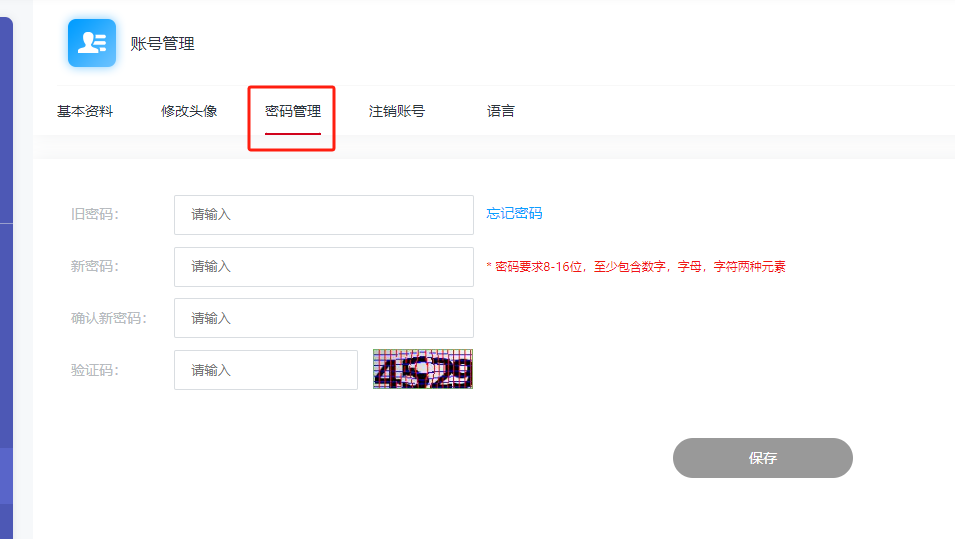 账号管理
基本资料 修改头像 密码管理 注销账号 语言
旧密码： 请输入 忘记密码
新密码： 请输入 * 密码要求8-16位，至少包含数字，字母，字符两种元素
确认新密码： 请输入
验证码： 请输入
保存